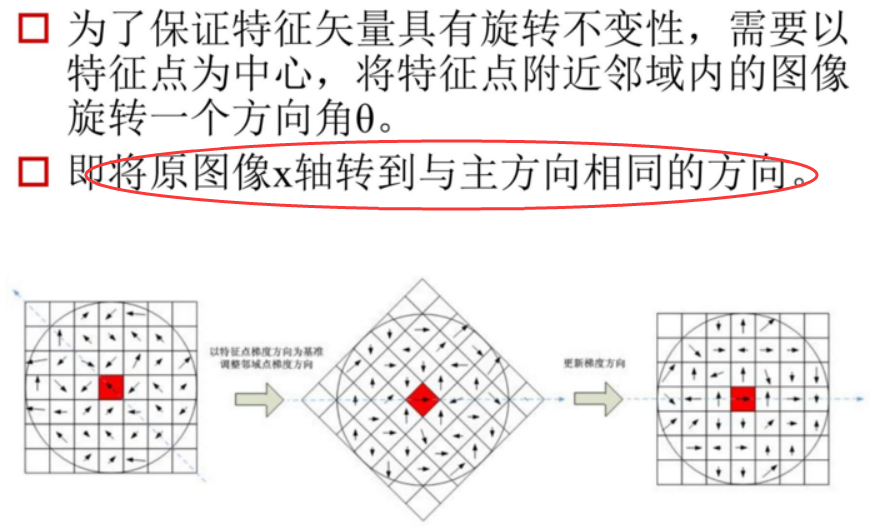 为了保证特征矢量具有旋转不变性，需要以
特征点为中心，将特征点附近邻域内的图像
旋转一个方向角θ。
即将原图像x轴转到与主方向相同的方向。
以特征点梯度方向为基准
调整邻域点梯度方向
更新梯度方向